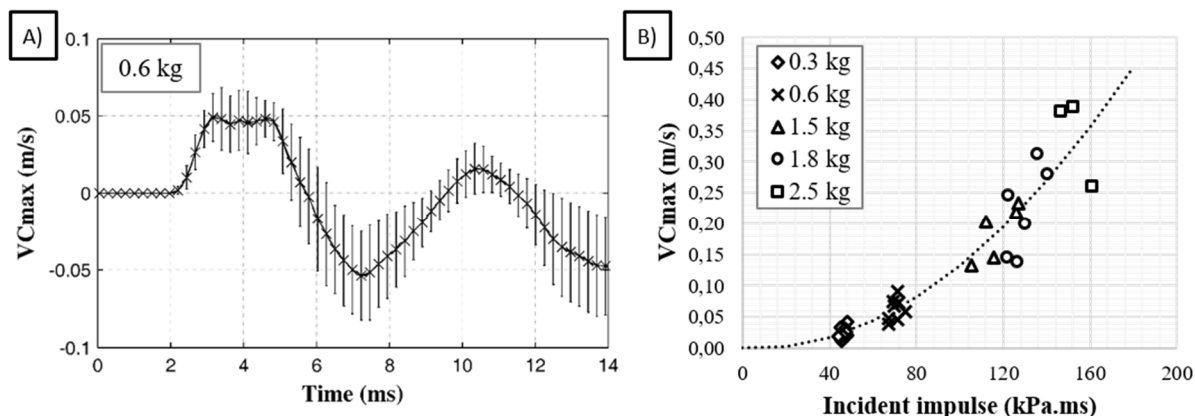 A)
0.6 kg
0.1
0.05
0
-0.05
-0.1
VCmax (m/s)
0 2 4 6 8 10 12 14
Time (ms)
B)
0.3 kg
0.6 kg
1.5 kg
1.8 kg
2.5 kg
0,50
0,45
0,40
0,35
0,30
0,25
0,20
0,15
0,10
0,05
0,00
VCmax (m/s)
0 40 80 120 160 200
Incident impulse (kPa.ms)